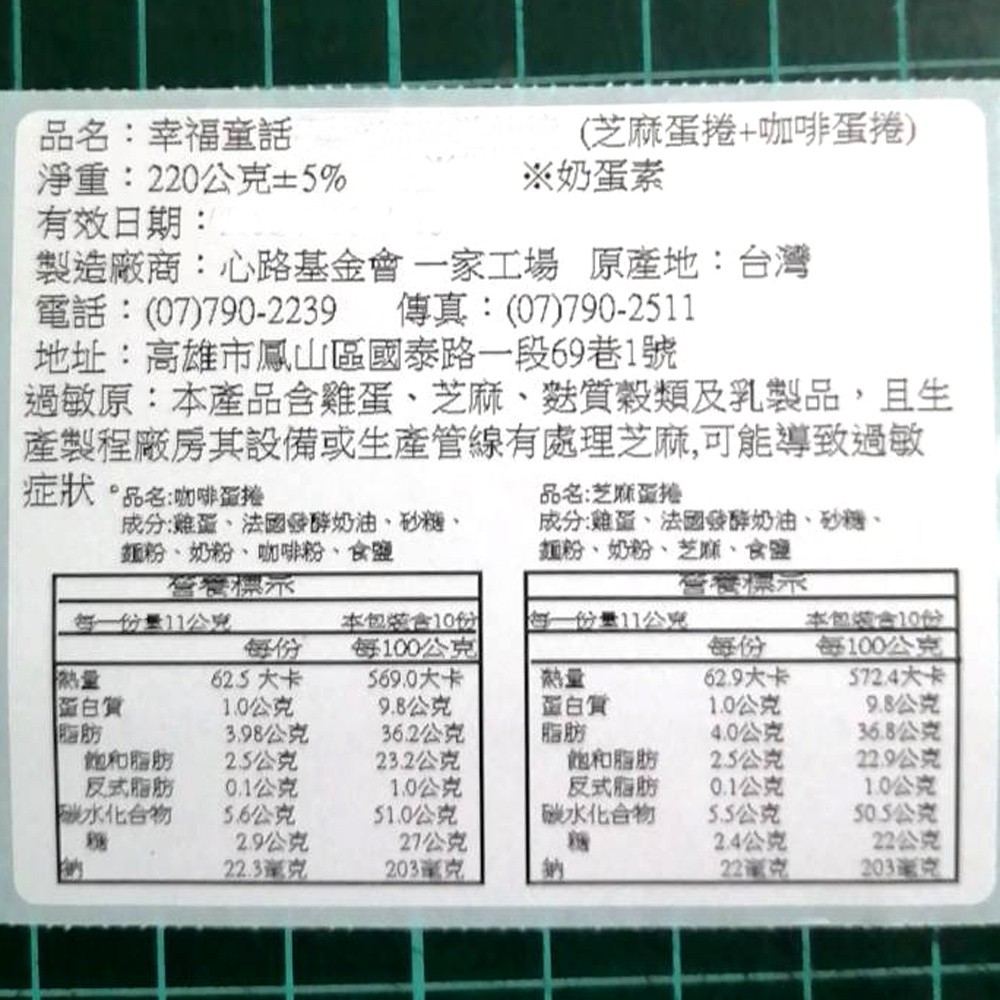 品名：幸福童話 (芝麻蛋捲+咖啡蛋捲)
淨重：220公克±5% ※奶蛋素
有效日期：
製造廠商：心路基金會 一家工場 原產地：台灣
電話：(07)790-2239 傳真：(07)790-2511
地址：高雄市鳳山區國泰路一段69巷1號
過敏原：本產品含雞蛋、芝麻、麩質穀類及乳製品，且生
產製程廠房其設備或生產管線有處理芝麻,可能導致過敏
症狀。
品名:咖啡蛋捲
成分:雞蛋、法國發酵奶油、砂糖、
麵粉、奶粉、咖啡粉、食鹽
營養標示
每一份量11公克 本包裝含10份
每份 每100公克
熱量 62.5 大卡 569.0大卡
蛋白質 1.0公克 9.8公克
脂肪 3.98公克 36.2公克
飽和脂肪 2.5公克 23.2公克
反式脂肪 0.1公克 1.0公克
碳水化合物 5.6公克 51.0公克
糖 2.9公克 27公克
鈉 22.3毫克 203毫克
品名:芝麻蛋捲
成分:雞蛋、法國發酵奶油、砂糖、
麵粉、奶粉、芝麻、食鹽
營養標示
每一份量11公克 本包裝含10份
每份 每100公克
熱量 62.9大卡 572.4大卡
蛋白質 1.0公克 9.8公克
脂肪 4.0公克 36.8公克
飽和脂肪 2.5公克 22.9公克
反式脂肪 0.1公克 1.0公克
碳水化合物 5.5公克 50.5公克
糖 2.4公克 22公克
鈉 22毫克 203毫克